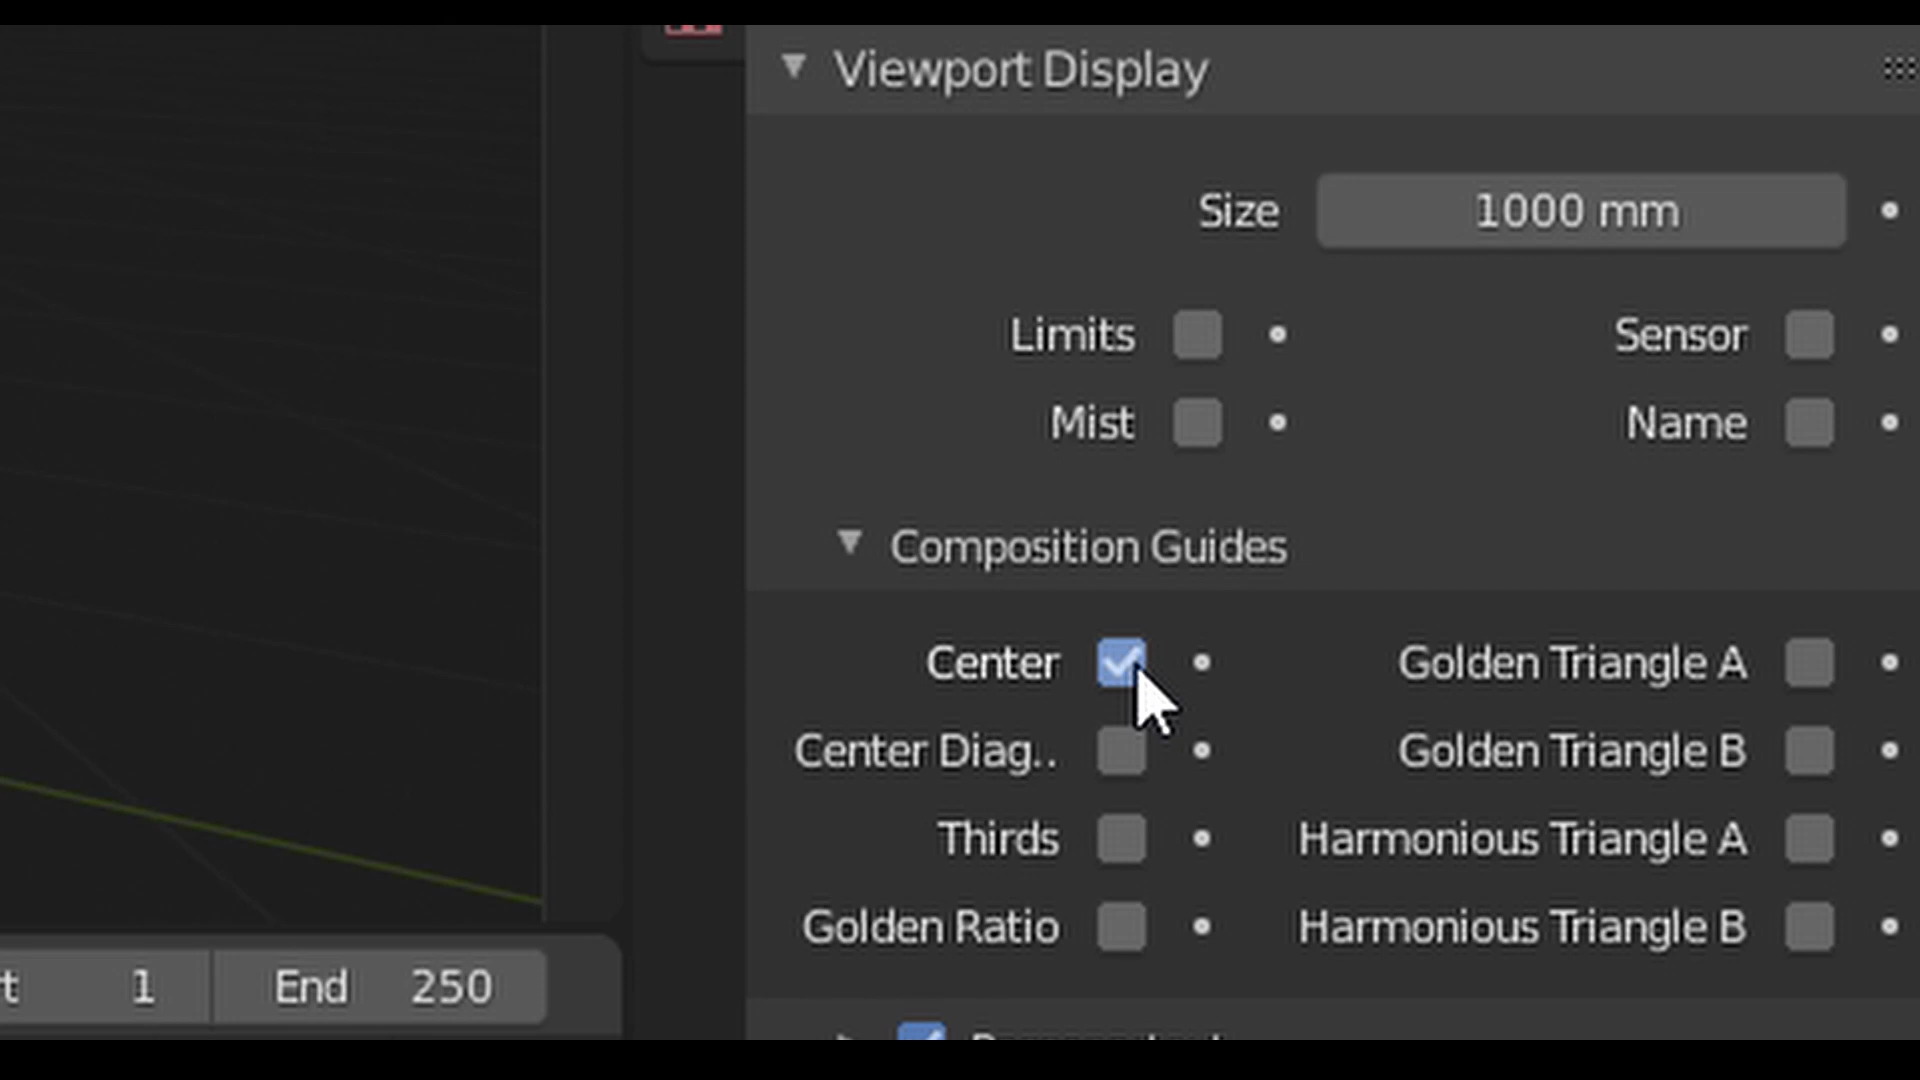 Viewport Display
Size 1000 mm
Limits Sensor
Mist Name
Composition Guides
Center Golden Triangle A
Center Diag.. Golden Triangle B
Thirds Harmonious Triangle A
Golden Ratio Harmonious Triangle B
1 End 250